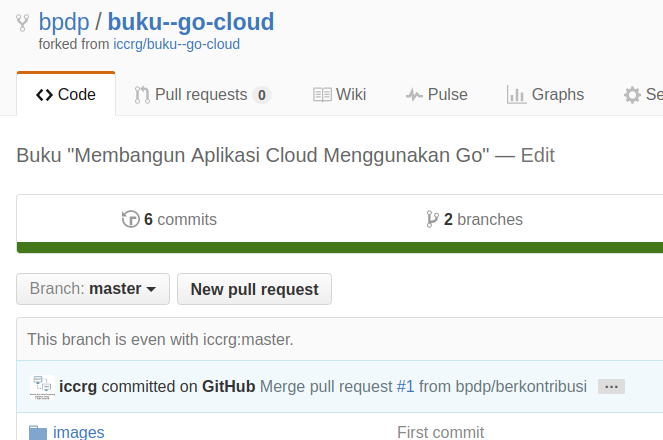 bpdp / buku--go-cloud
forked from iccrg/buku--go-cloud
Code Pull requests 0 Wiki Pulse Graphs Se
Buku "Membangun Aplikasi Cloud Menggunakan Go" — Edit
6 commits 2 branches
Branch: master New pull request
This branch is even with iccrg:master.
iccrg committed on GitHub Merge pull request #1 from bpdp/berkontribusi ...
images First commit